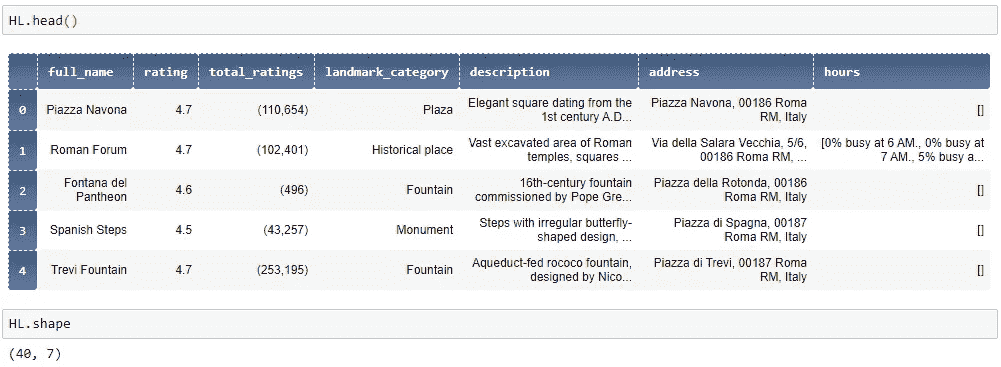 HL.head()
full_name rating total_ratings landmark_category description address hours
0 Piazza Navona 4.7 (110,654) Plaza Elegant square dating from the 1st century A.D... Piazza Navona, 00186 Roma RM, Italy []
1 Roman Forum 4.7 (102,401) Historical place Vast excavated area of Roman temples, squares ... Via della Salara Vecchia, 5/6, 00186 Roma RM, ... [0% busy at 6 AM., 0% busy at 7 AM., 5% busy a...
2 Fontana del Pantheon 4.6 (496) Fountain 16th-century fountain commissioned by Pope Gre... Piazza della Rotonda, 00186 Roma RM, Italy []
3 Spanish Steps 4.5 (43,257) Monument Steps with irregular butterfly-shaped design, ... Piazza di Spagna, 00187 Roma RM, Italy []
4 Trevi Fountain 4.7 (253,195) Fountain Aqueduct-fed rococo fountain, designed by Nico... Piazza di Trevi, 00187 Roma RM, Italy []
HL.shape
(40, 7)